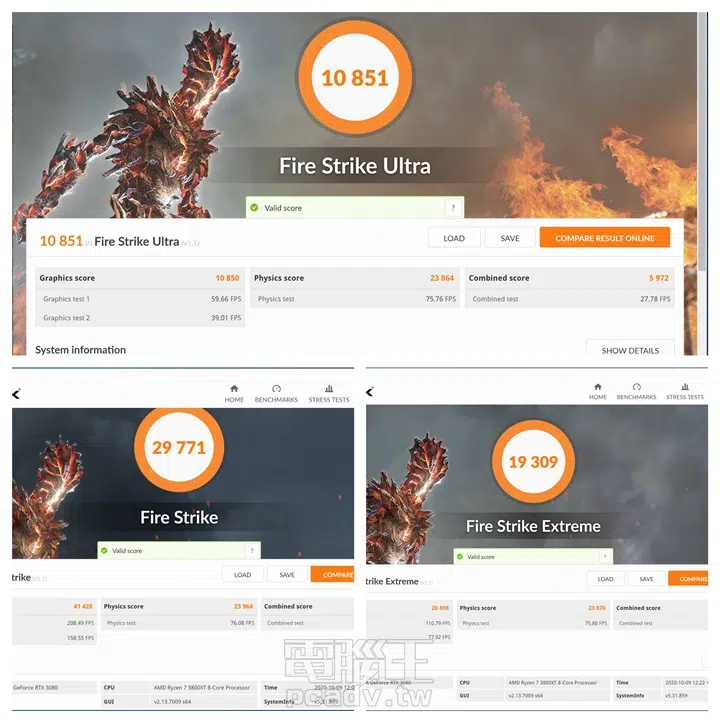 10 851
Fire Strike Ultra
Valid score ?
10 851 IN Fire Strike Ultra (V1.1) LOAD SAVE COMPARE RESULT ONLINE
Graphics score 10 850 Physics score 23 864 Combined score 5 972
Graphics test 1 59.66 FPS Physics test 75.76 FPS Combined test 27.78 FPS
Graphics test 2 39.01 FPS
System information SHOW DETAILS
HOME BENCHMARKS STRESS TESTS
29 771
Fire Strike
Valid score ?
trike (V1.1) LOAD SAVE COMPARE
41 428 Physics score 23 964 Combined score
208.49 FPS Physics test 76.08 FPS Combined test
158.55 FPS
GeForce RTX 3080 CPU AMD Ryzen 7 3800XT 8-Core Processor Time 2020-10-09 12:0
GUI v2.13.7009 s64 SystemInfo v5.31.859
HOME BENCHMARKS STRESS TESTS
19 309
Fire Strike Extreme
Valid score ?
trike Extreme (V1.1) LOAD SAVE COMPARE
20 898 Physics score 23 876 Combined score
110.79 FPS Physics test 75.80 FPS Combined test
77.02 FPS
GeForce RTX 3080 CPU AMD Ryzen 7 3800XT 8-Core Processor Time 2020-10-09 12:22
GUI v2.13.7009 s64 SystemInfo v5.31.859
電腦王
pcadv.tw